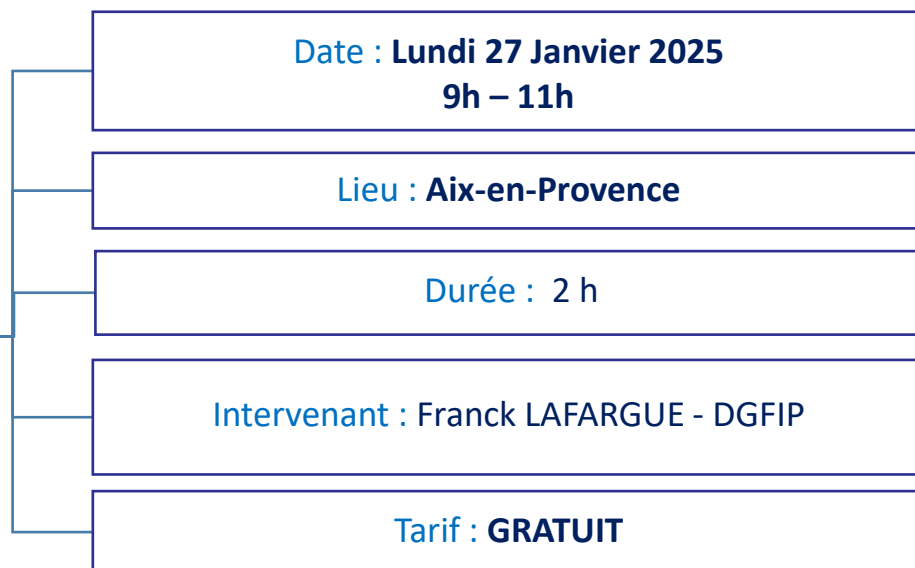 Date : Lundi 27 Janvier 2025
9h – 11h
Lieu : Aix-en-Provence
Durée : 2 h
Intervenant : Franck LAFARGUE - DGFIP
Tarif : GRATUIT